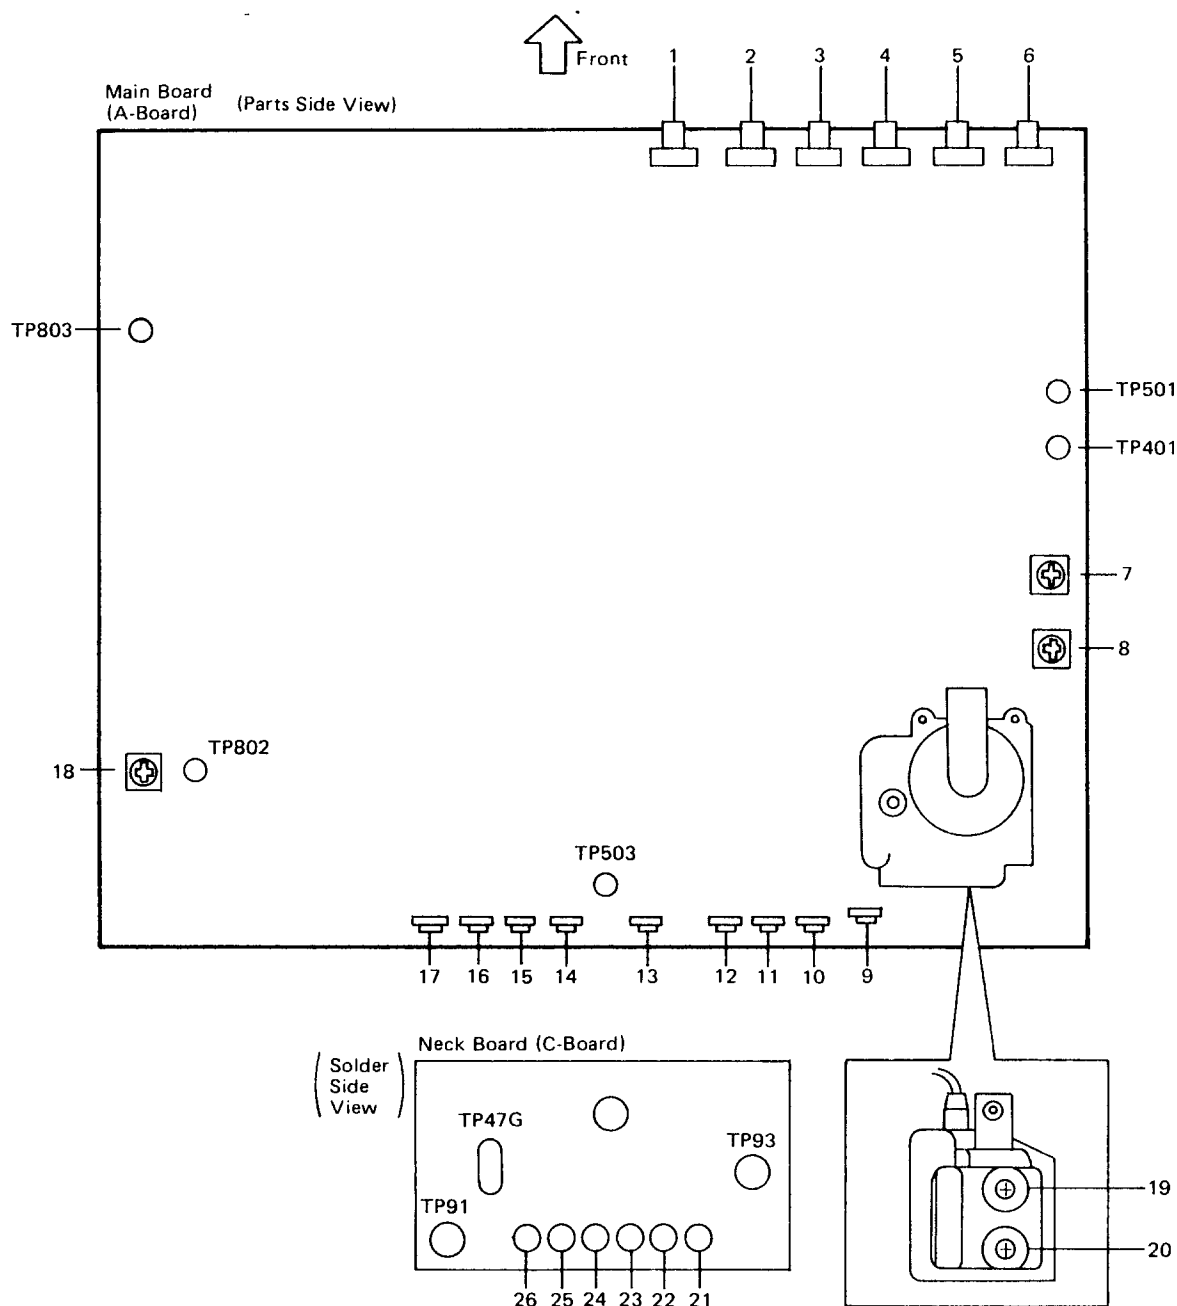 Front
1 2 3 4 5 6
Main Board
(A-Board) (Parts Side View)
TP803
TP501
TP401
7
8
18
TP802
TP503
17 16 15 14 13 12 11 10 9
Neck Board (C-Board)
(Solder
Side
View)
TP47G
TP93
TP91
19
20
26 25 24 23 22 21